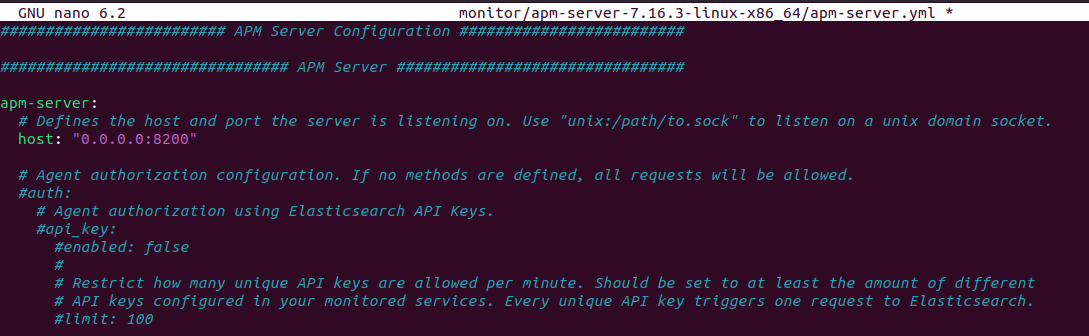 GNU nano 6.2 monitor/apm-server-7.16.3-linux-x86_64/apm-server.yml *
######################### APM Server Configuration #########################
################################ APM Server ################################
apm-server:
# Defines the host and port the server is listening on. Use "unix:/path/to.sock" to listen on a unix domain socket.
host: "0.0.0.0:8200"
# Agent authorization configuration. If no methods are defined, all requests will be allowed.
#auth:
# Agent authorization using Elasticsearch API Keys.
#api_key:
#enabled: false
#
# Restrict how many unique API keys are allowed per minute. Should be set to at least the amount of different
# API keys configured in your monitored services. Every unique API key triggers one request to Elasticsearch.
#limit: 100